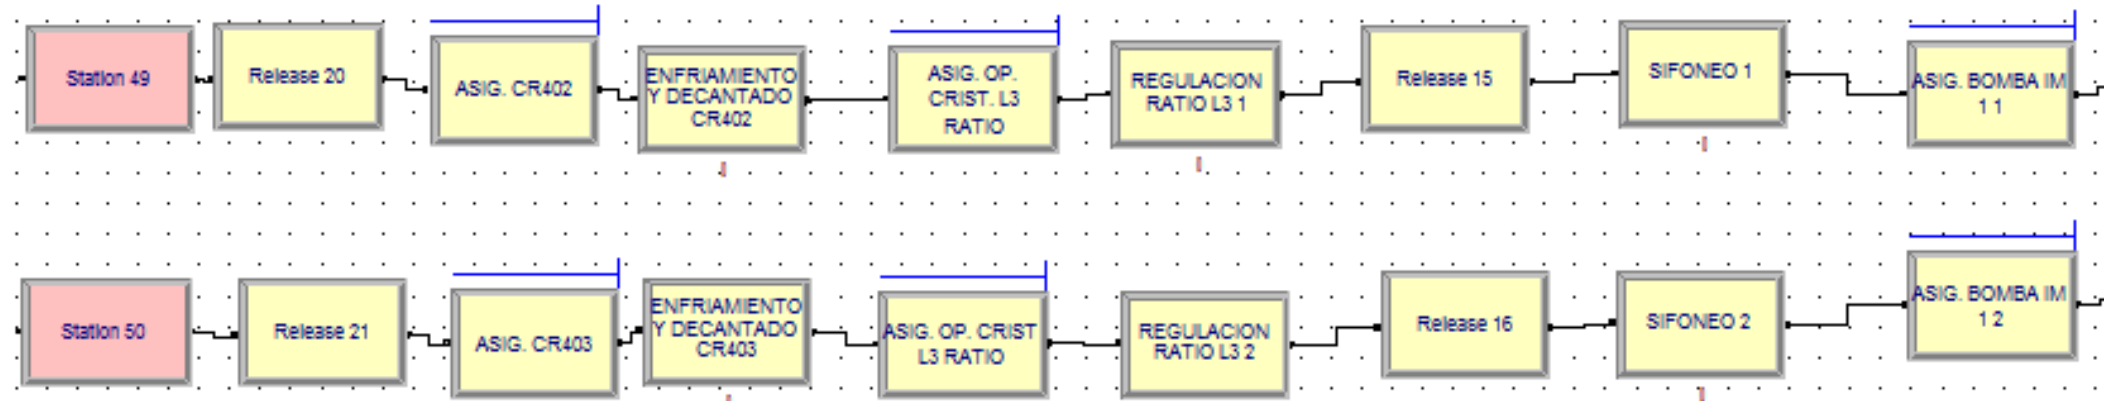 Station 49
Release 20
ASIG. CR402
ENFRIAMIENTO
Y DECANTADO
CR402
ASIG. OP.
CRIST. L3
RATIO
REGULACION
RATIO L3 1
Release 15
SIFONEO 1
ASIG. BOMBA IM
1 1
Station 50
Release 21
ASIG. CR403
ENFRIAMIENTO
Y DECANTADO
CR403
ASIG. OP. CRIST
L3 RATIO
REGULACION
RATIO L3 2
Release 16
SIFONEO 2
ASIG. BOMBA IM
1 2